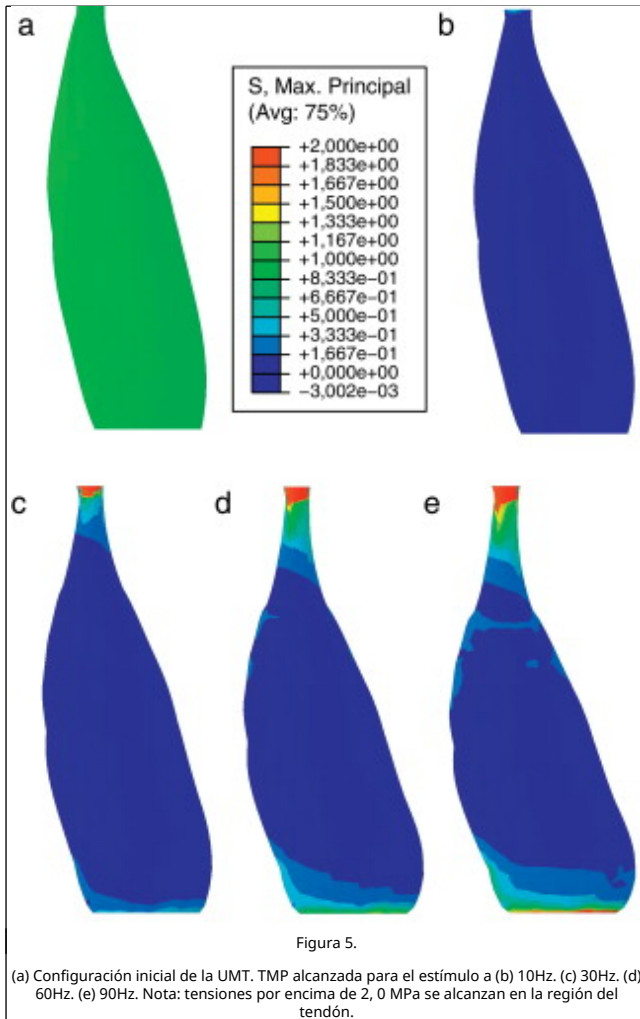 a
b
S, Max. Principal
(Avg: 75%)
+2,000e+00
+1,833e+00
+1,667e+00
+1,500e+00
+1,333e+00
+1,167e+00
+1,000e+00
+8,333e-01
+6,667e-01
+5,000e-01
+3,333e-01
+1,667e-01
+0,000e+00
-3,002e-03
c
d
e
Figura 5.
(a) Configuración inicial de la UMT. TMP alcanzada para el estímulo a (b) 10Hz. (c) 30Hz. (d)
60Hz. (e) 90Hz. Nota: tensiones por encima de 2, 0 MPa se alcanzan en la región del
tendón.